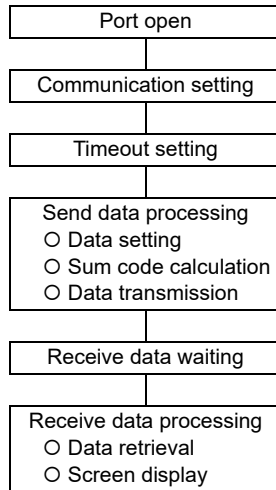 Port open
Communication setting
Timeout setting
Send data processing
○ Data setting
○ Sum code calculation
○ Data transmission
Receive data waiting
Receive data processing
○ Data retrieval
○ Screen display